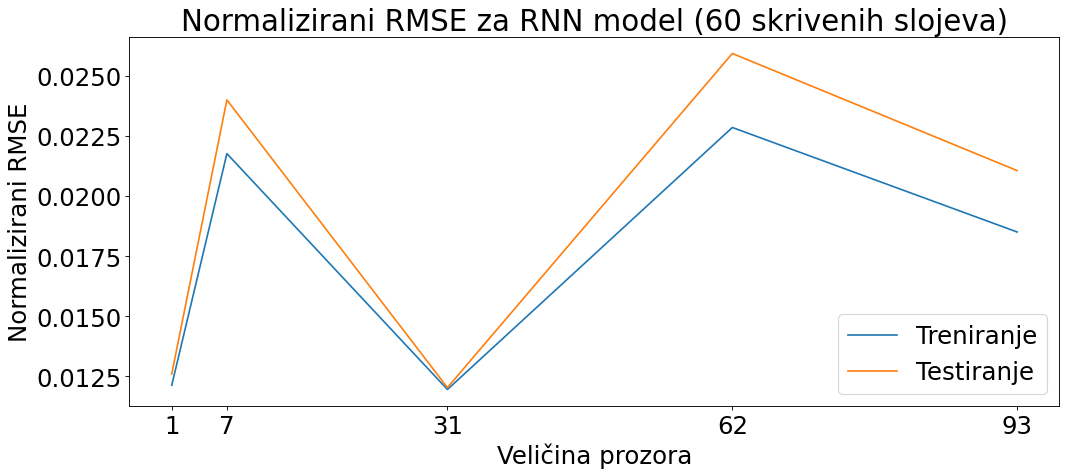 Normalizirani RMSE za RNN model (60 skrivenih slojeva)
Normalizirani RMSE
0.0250
0.0225
0.0200
0.0175
0.0150
0.0125
Treniranje
Testiranje
1 7 31 62 93
Veličina prozora